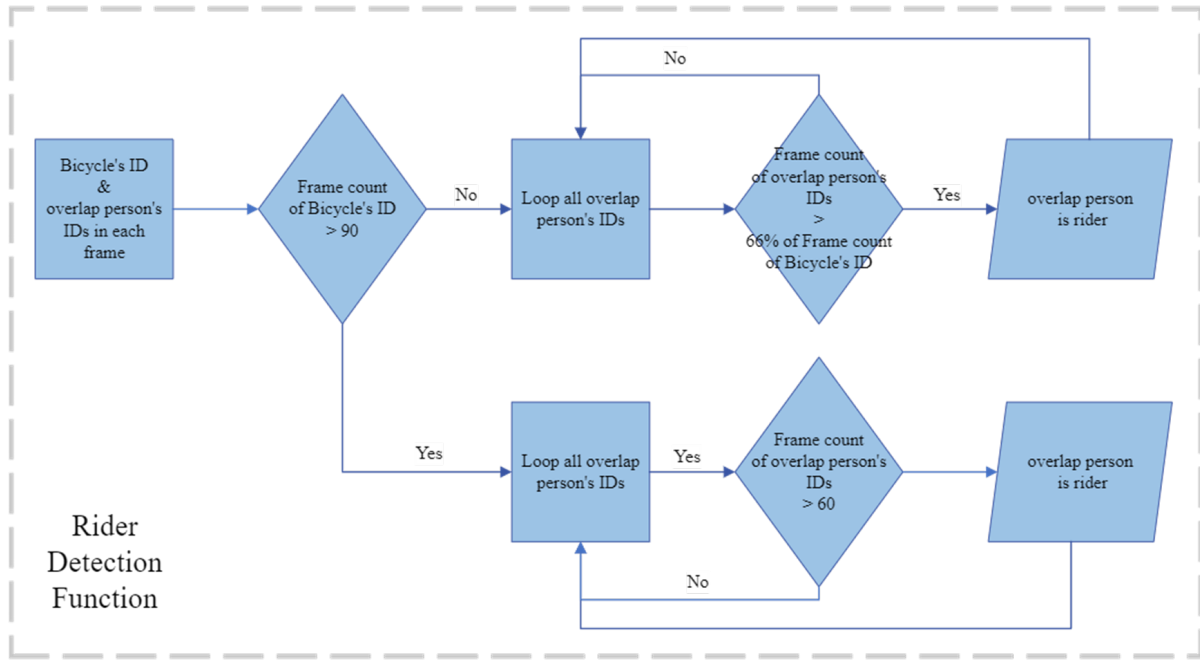 No
Bicycle's ID
&
overlap person's
IDs in each
frame
Frame count
of Bicycle's ID
> 90
No
Loop all overlap
person's IDs
Frame count
of overlap person's
IDs
>
66% of Frame count
of Bicycle's ID
Yes
overlap person
is rider
Yes
Loop all overlap
person's IDs
Yes
Frame count
of overlap person's
IDs
> 60
overlap person
is rider
No
Rider
Detection
Function